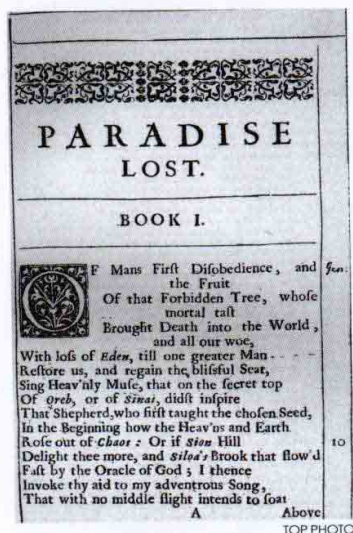 PARADISE
LOST.
BOOK I.
OF Mans Firſt Diſobedience, and
the Fruit
Of that Forbidden Tree, whoſe
mortal taſt
Brought Death into the World,
and all our woe,
With loſs of Eden, till one greater Man
Reſtore us, and regain the bliſsful Seat,
Sing Heav'nly Muſe, that on the ſecret top
Of Oreb, or of Sinai, didſt inſpire
That Shepherd, who firſt taught the choſen Seed,
In the Beginning how the Heav'ns and Earth
Roſe out of Chaos: Or if Sion Hill 10
Delight thee more, and Siloa's Brook that flow'd
Faſt by the Oracle of God; I thence
Invoke thy aid to my adventrous Song,
That with no middle flight intends to ſoar
A Above
TOP PHOTO